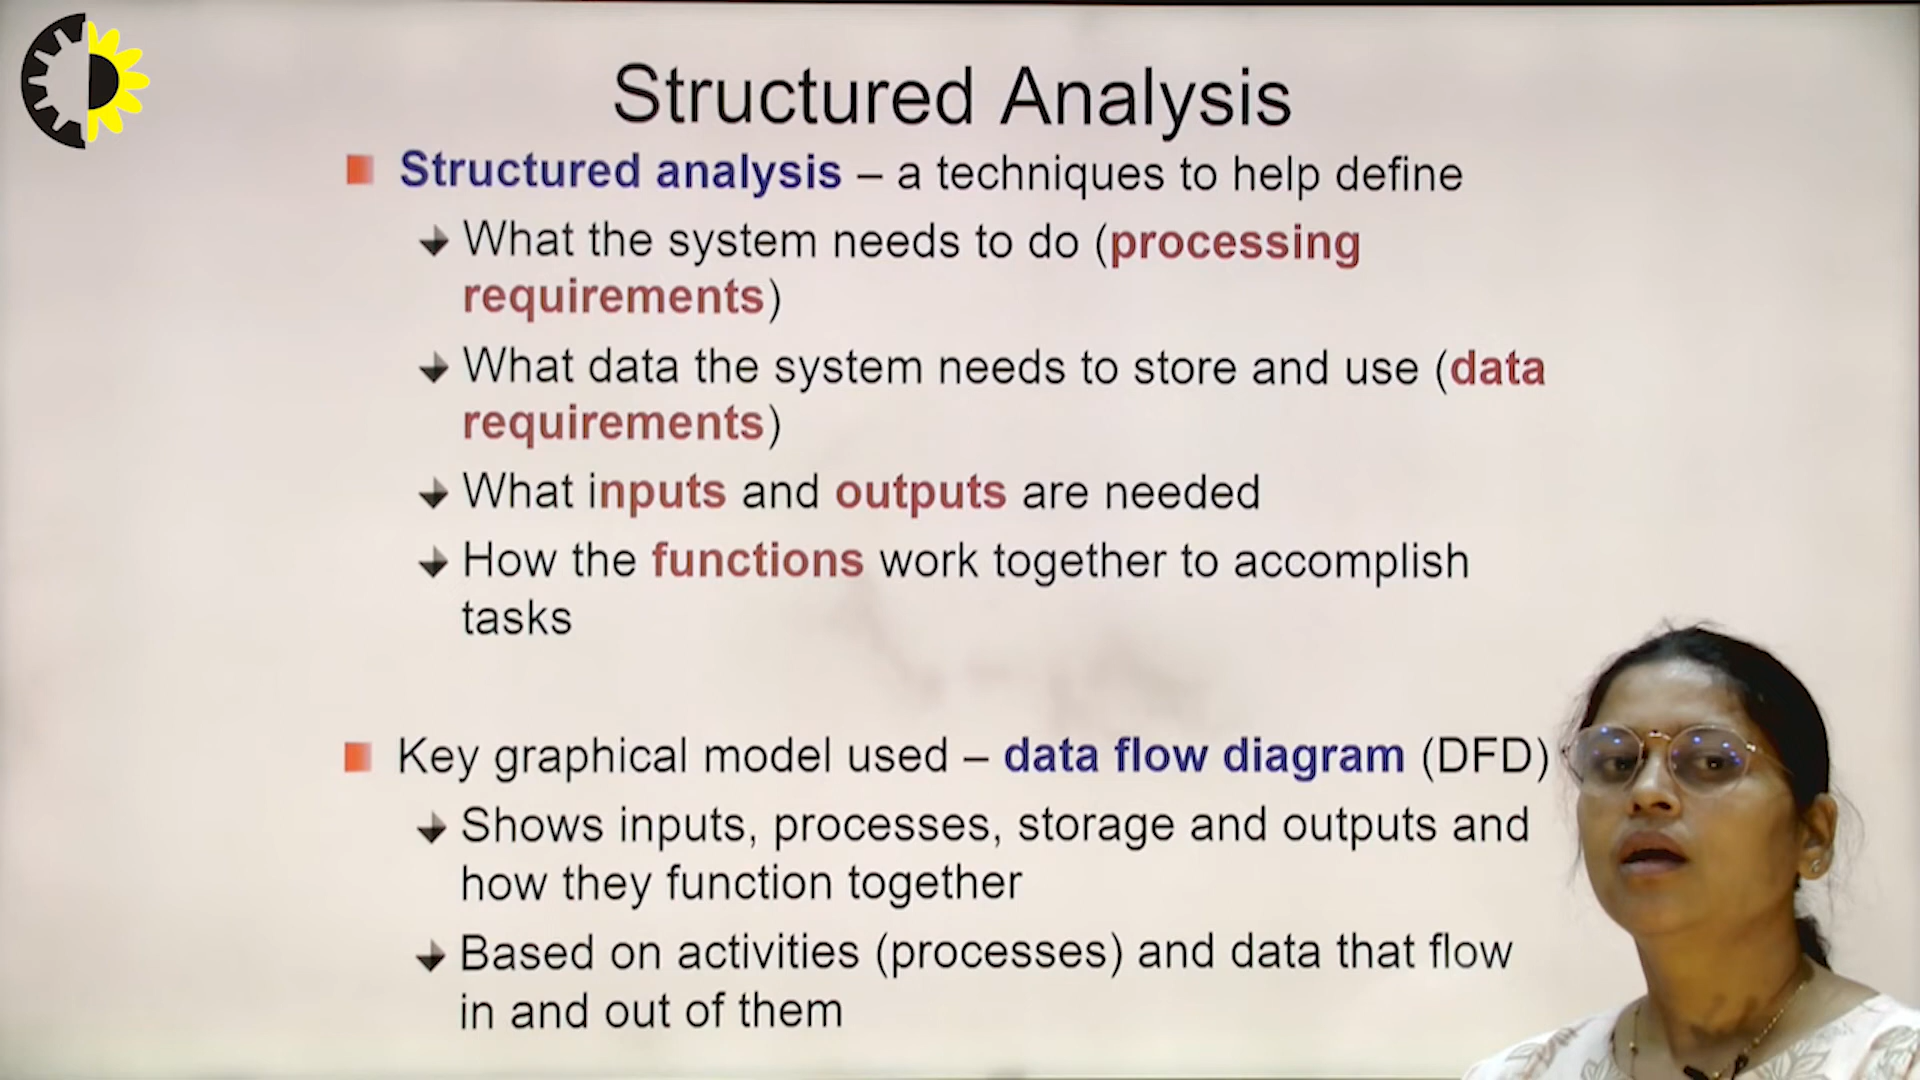 Structured Analysis
Structured analysis – a techniques to help define
What the system needs to do (processing
requirements)
What data the system needs to store and use (data
requirements)
What inputs and outputs are needed
How the functions work together to accomplish
tasks
Key graphical model used – data flow diagram (DFD)
Shows inputs, processes, storage and outputs and
how they function together
Based on activities (processes) and data that flow
in and out of them